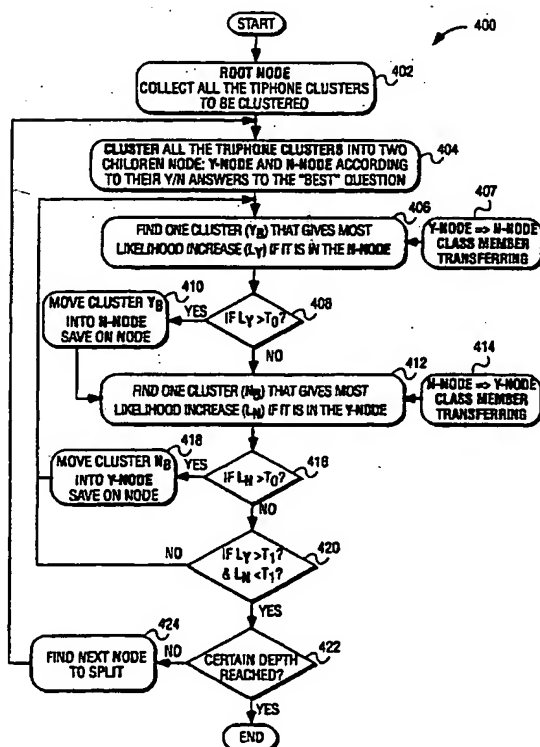 START
400
ROOT NODE
COLLECT ALL THE TIPHONE CLUSTERS
TO BE CLUSTERED
402
CLUSTER ALL THE TRIPHONE CLUSTERS INTO TWO
CHILDREN NODE: Y-NODE AND N-NODE ACCORDING
TO THEIR Y/N ANSWERS TO THE "BEST" QUESTION
404
406
FIND ONE CLUSTER (YB) THAT GIVES MOST
LIKELIHOOD INCREASE (LY) IF IT IS IN THE N-NODE
407
Y-NODE => N-NODE
CLASS MEMBER
TRANSFERRING
410
MOVE CLUSTER YB
INTO N-NODE
SAVE ON NODE
YES
IF LY >T0?
408
NO
412
FIND ONE CLUSTER (NB) THAT GIVES MOST
LIKELIHOOD INCREASE (LN) IF IT IS IN THE Y-NODE
414
N-NODE => Y-NODE
CLASS MEMBER
TRANSFERRING
418
MOVE CLUSTER NB
INTO Y-NODE
SAVE ON NODE
YES
IF LN >T0?
416
NO
NO
IF LY >T1?
& LN <T1?
420
YES
424
FIND NEXT NODE
TO SPLIT
NO
CERTAIN DEPTH
REACHED?
422
YES
END